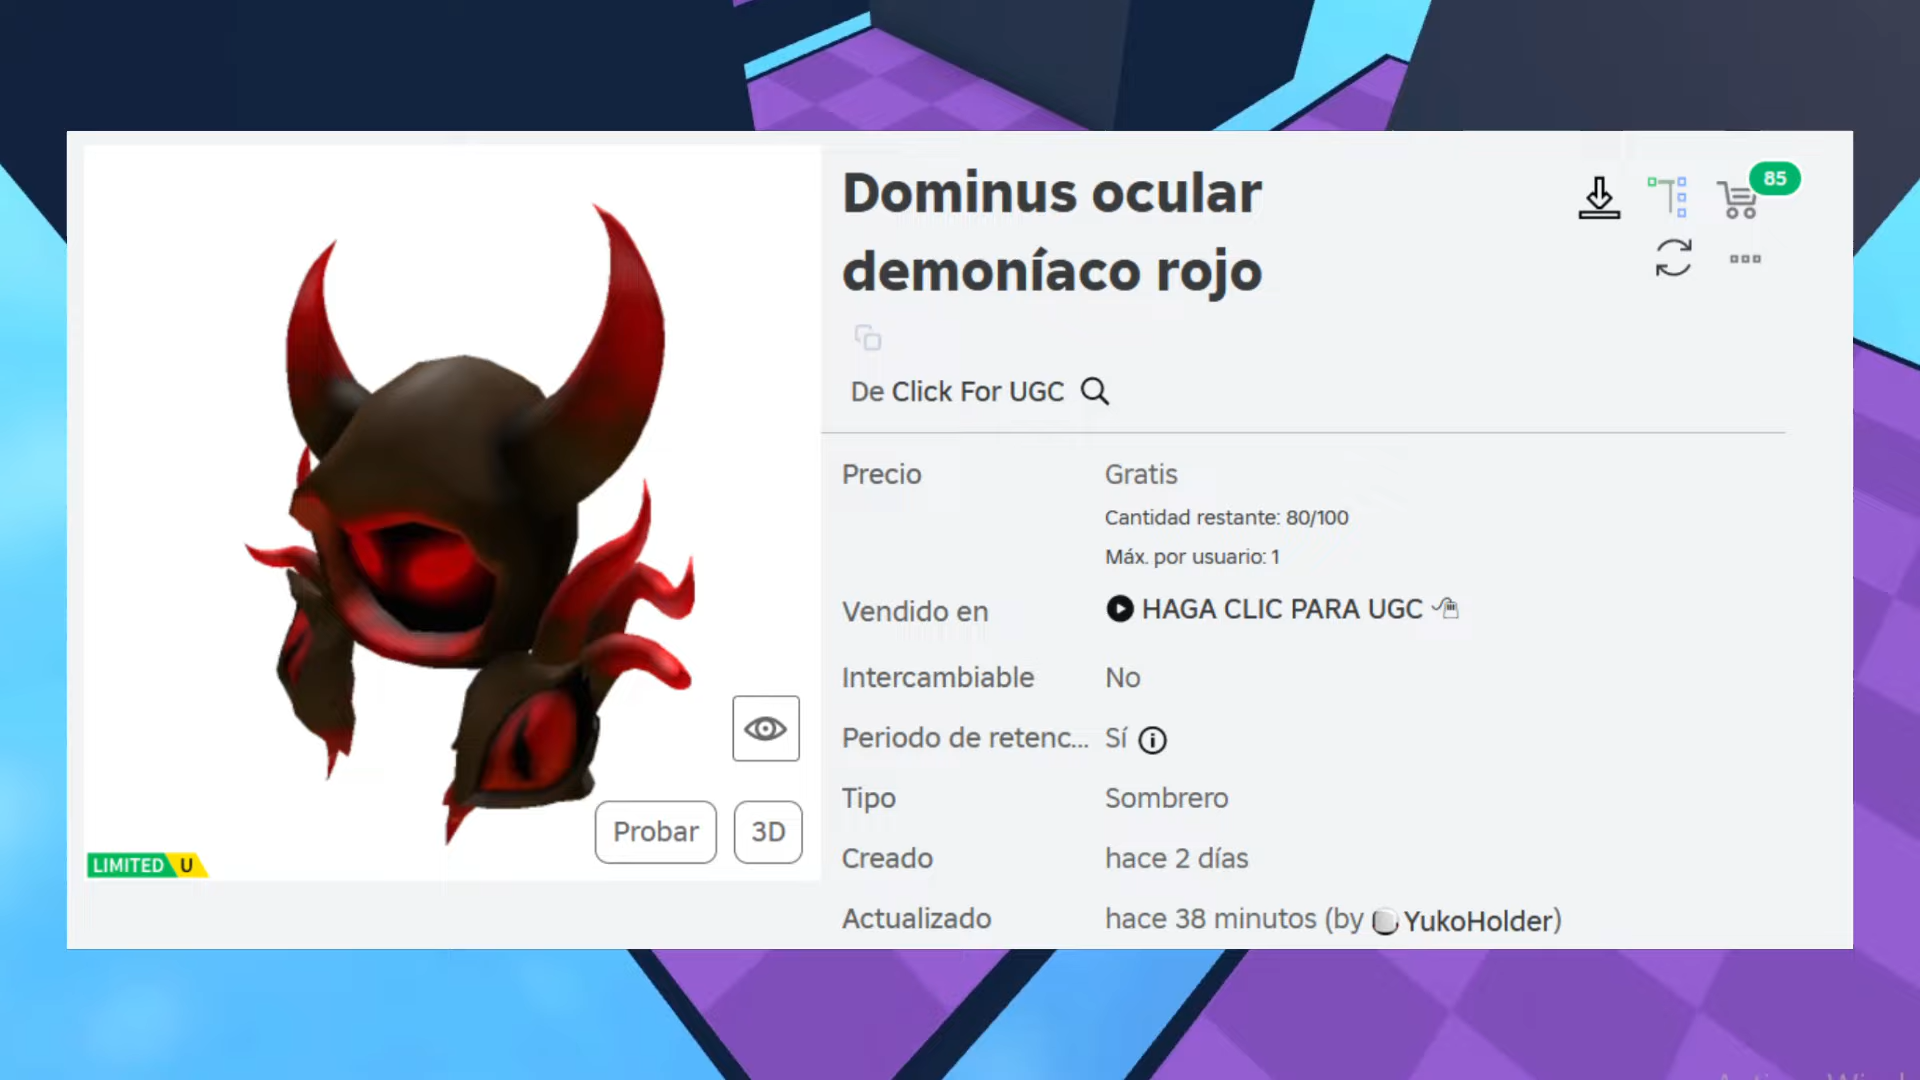 Dominus ocular
demoníaco rojo
85
De Click For UGC
Precio Gratis
Cantidad restante: 80/100
Máx. por usuario: 1
Vendido en HAGA CLIC PARA UGC
Intercambiable No
Periodo de retenc... Sí
Tipo Sombrero
Creado hace 2 días
Actualizado hace 38 minutos (by YukoHolder)
Probar 3D
LIMITED U